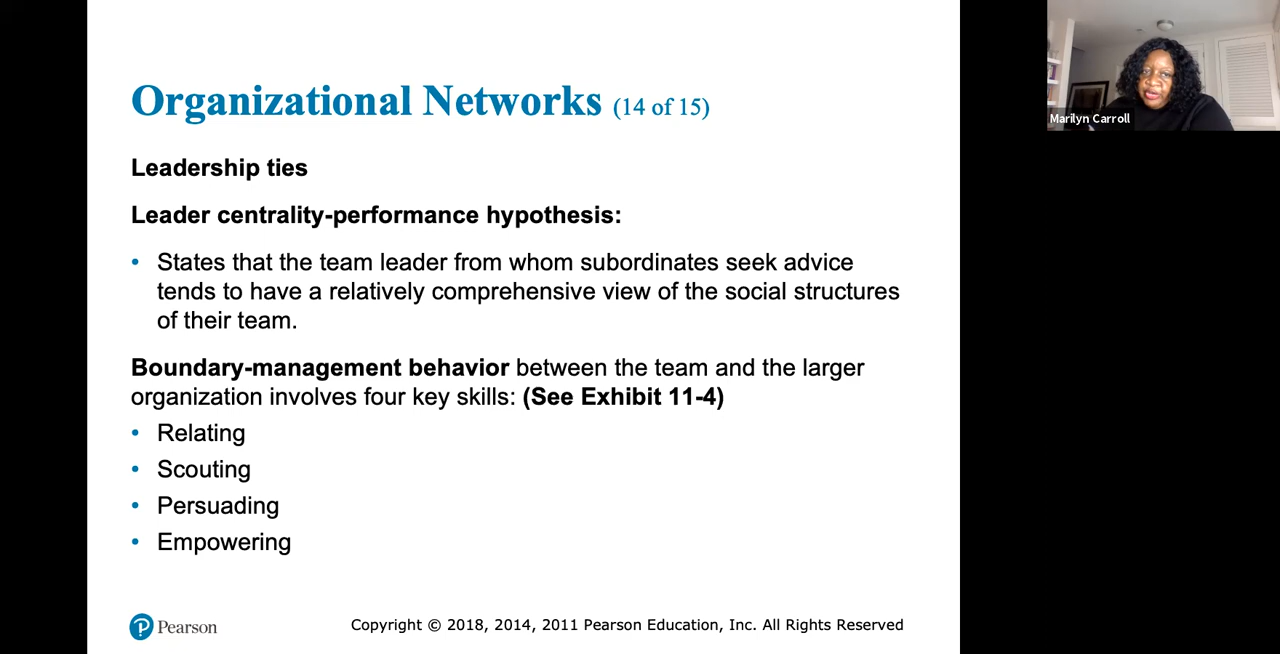 Organizational Networks (14 of 15)
Leadership ties
Leader centrality-performance hypothesis:
• States that the team leader from whom subordinates seek advice
tends to have a relatively comprehensive view of the social structures
of their team.
Boundary-management behavior between the team and the larger
organization involves four key skills: (See Exhibit 11-4)
• Relating
• Scouting
• Persuading
• Empowering
Pearson
Copyright © 2018, 2014, 2011 Pearson Education, Inc. All Rights Reserved
Marilyn Carroll